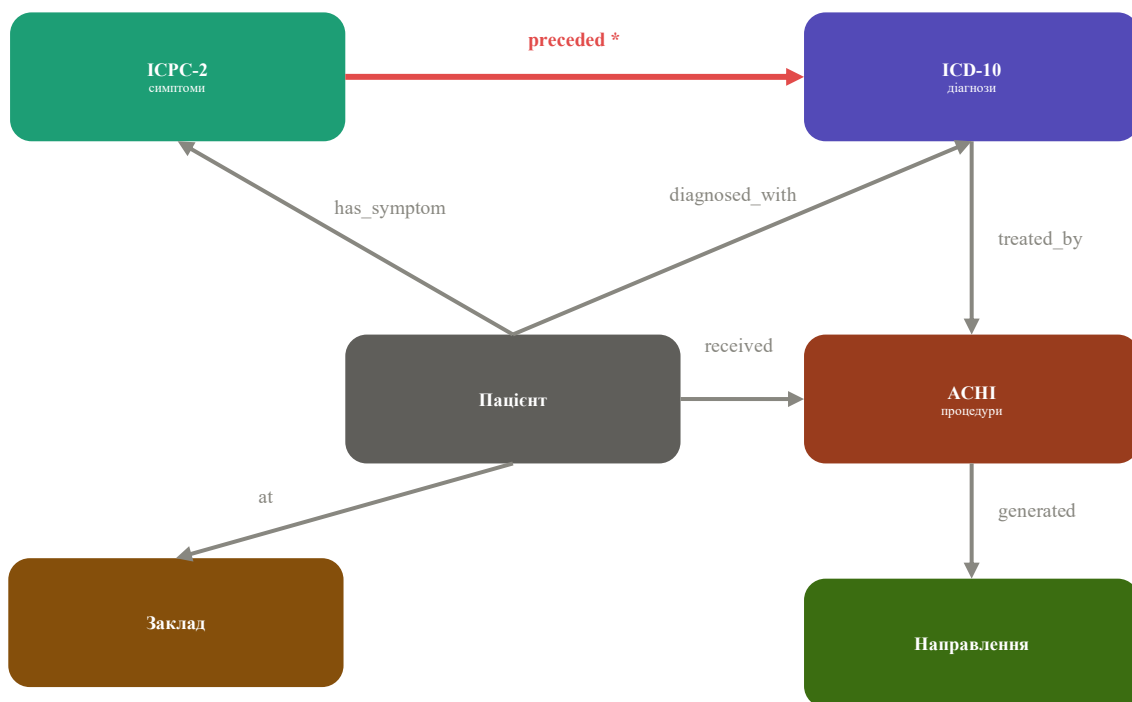 preceded *
ICPC-2
симптоми
ICD-10
діагнози
has_symptom
diagnosed_with
treated_by
received
Пацієнт
ACHI
процедури
at
generated
Заклад
Направлення